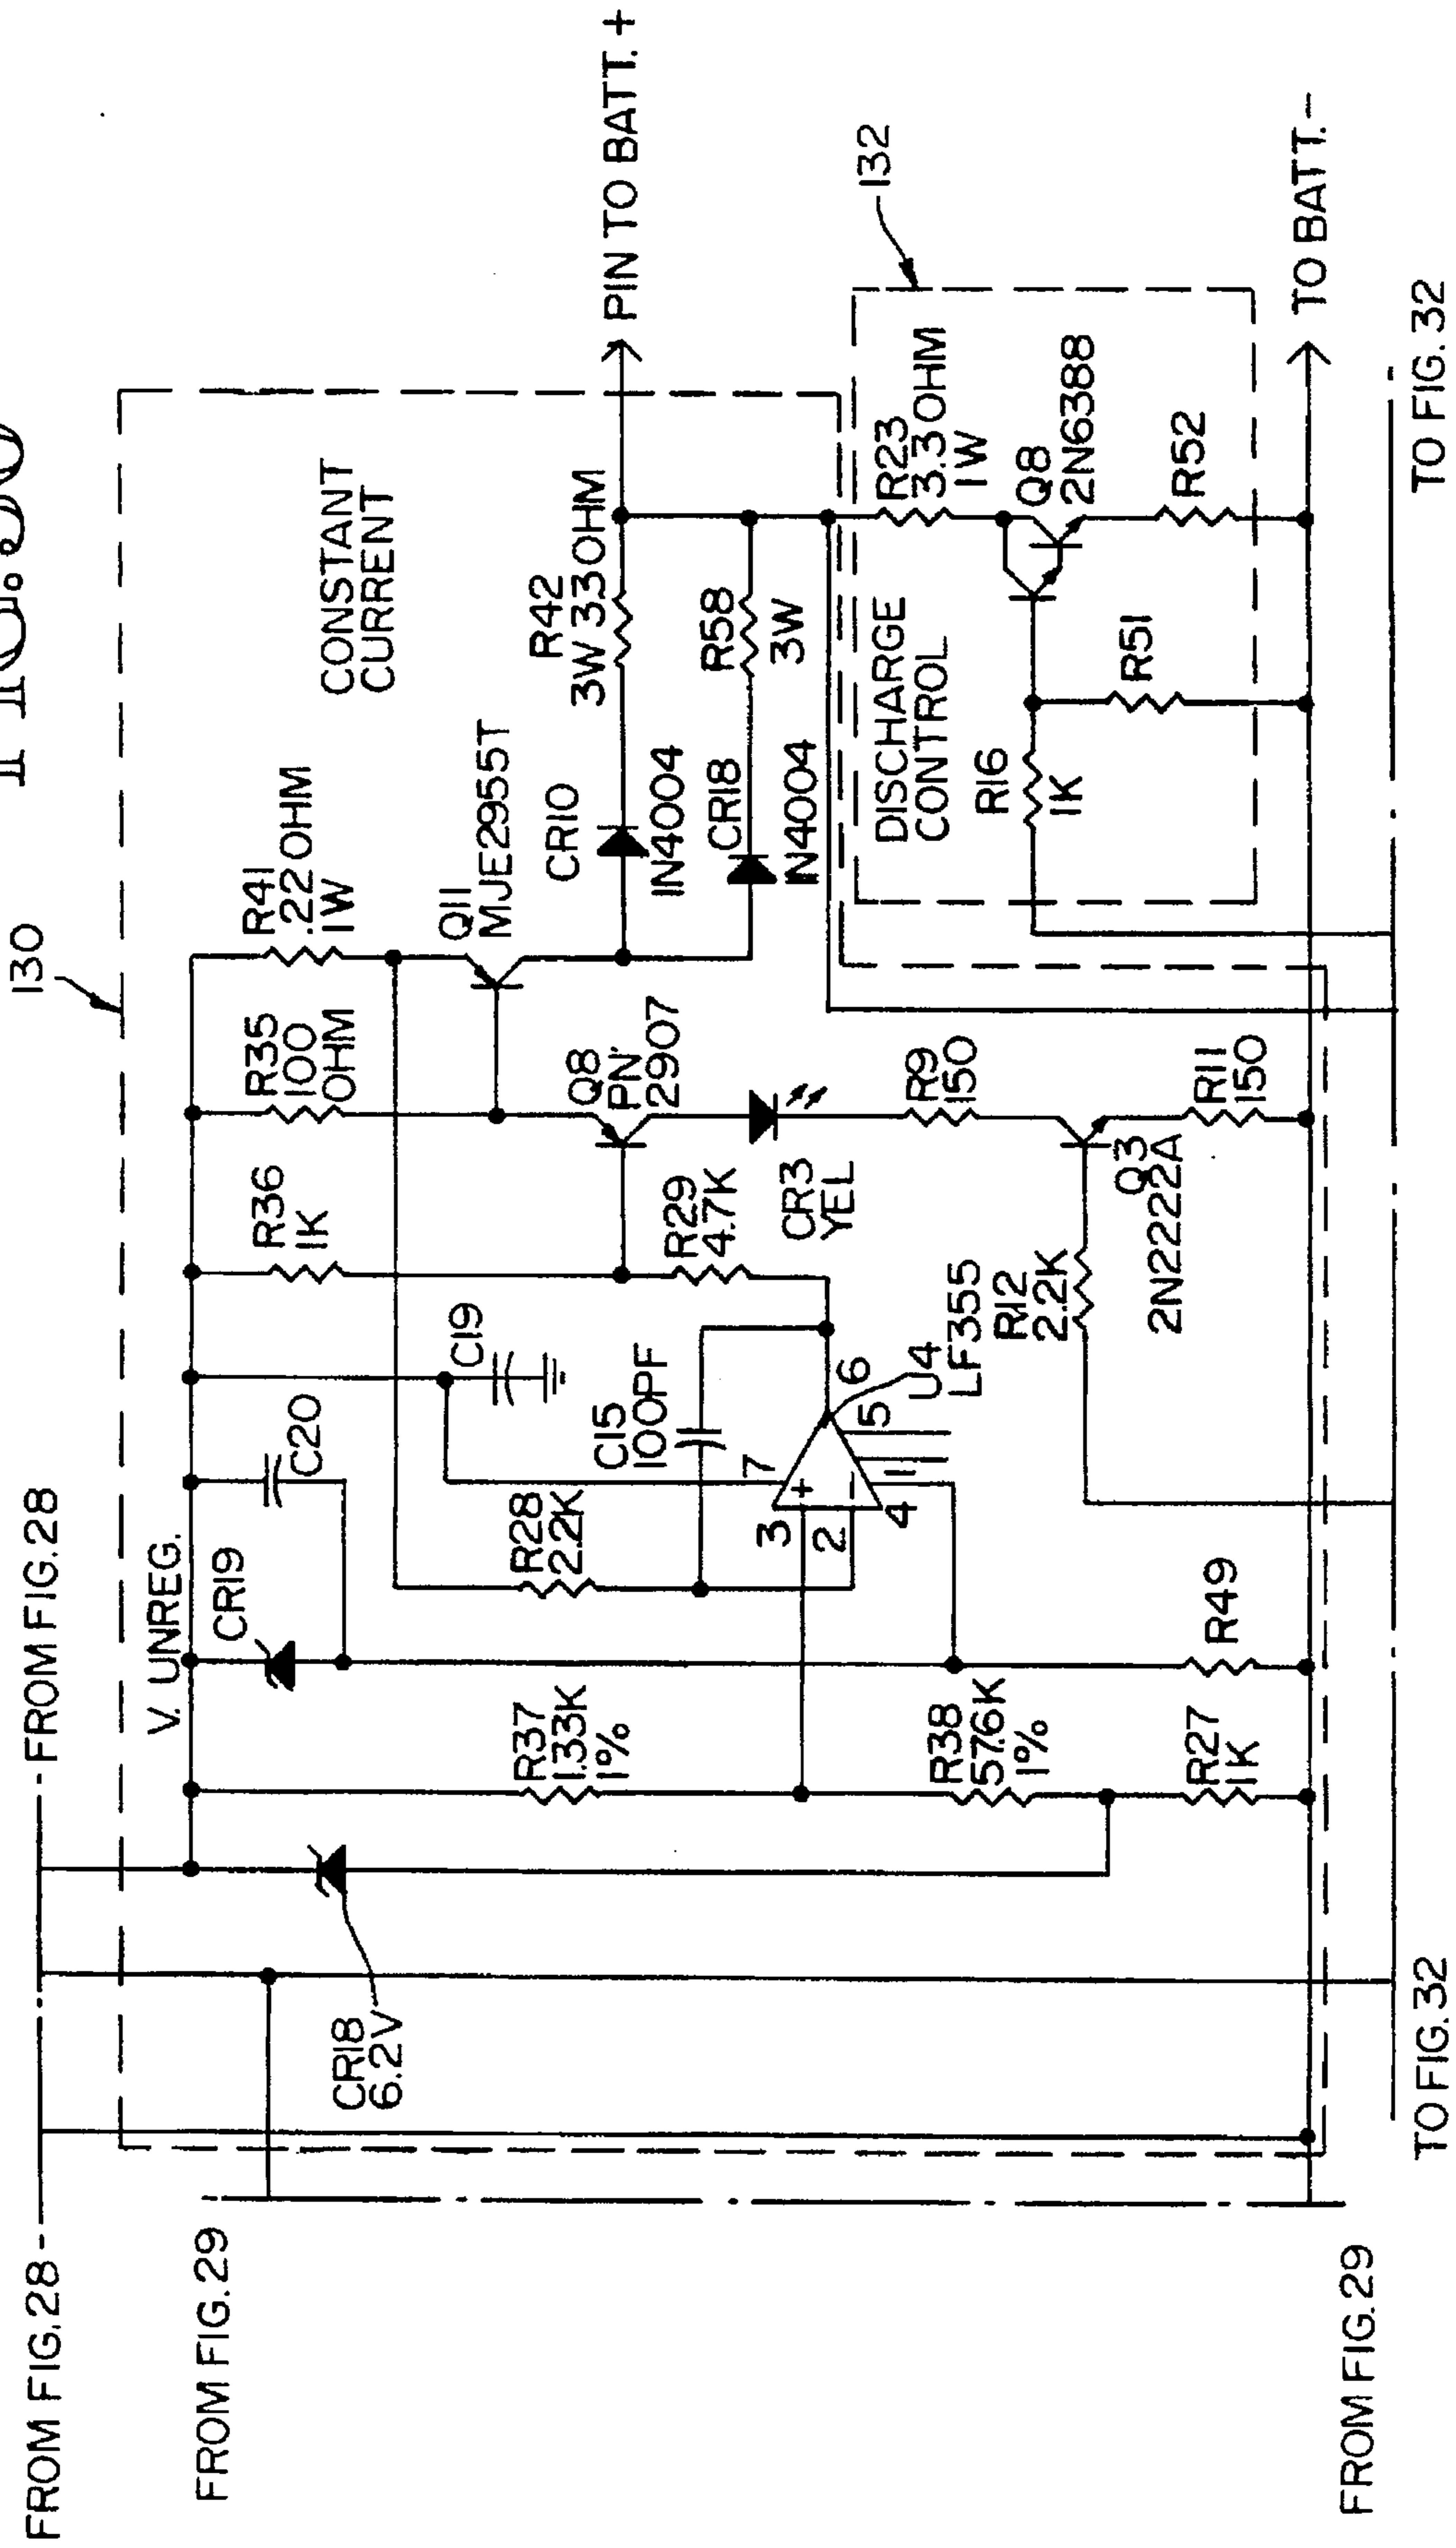 130
FROM FIG.28
FROM FIG.28
FROM FIG.29
V. UNREG.
CR18
6.2V
CR19
C20
C19
R36
1K
R35
100
OHM
R41
.22 OHM
1W
CONSTANT
CURRENT
Q11
MJE2955T
R37
1.33K
1%
R28
2.2K
C15
100PF
R29
4.7K
Q8
PN
2907
CR10
1N4004
R42
3W 3.3 OHM
PIN TO BATT. +
CR18
1N4004
R58
3W
3
2
7
6
5
1
4
U4
LF355
CR3
YEL
R9
150
R12
2.2K
Q3
2N2222A
R11
150
R38
57.6K
1%
R27
1K
R49
DISCHARGE
CONTROL
R16
1K
R51
R23
3.3 OHM
1W
Q8
2N6388
R52
132
TO BATT. -
FROM FIG.29
TO FIG.32
TO FIG. 32